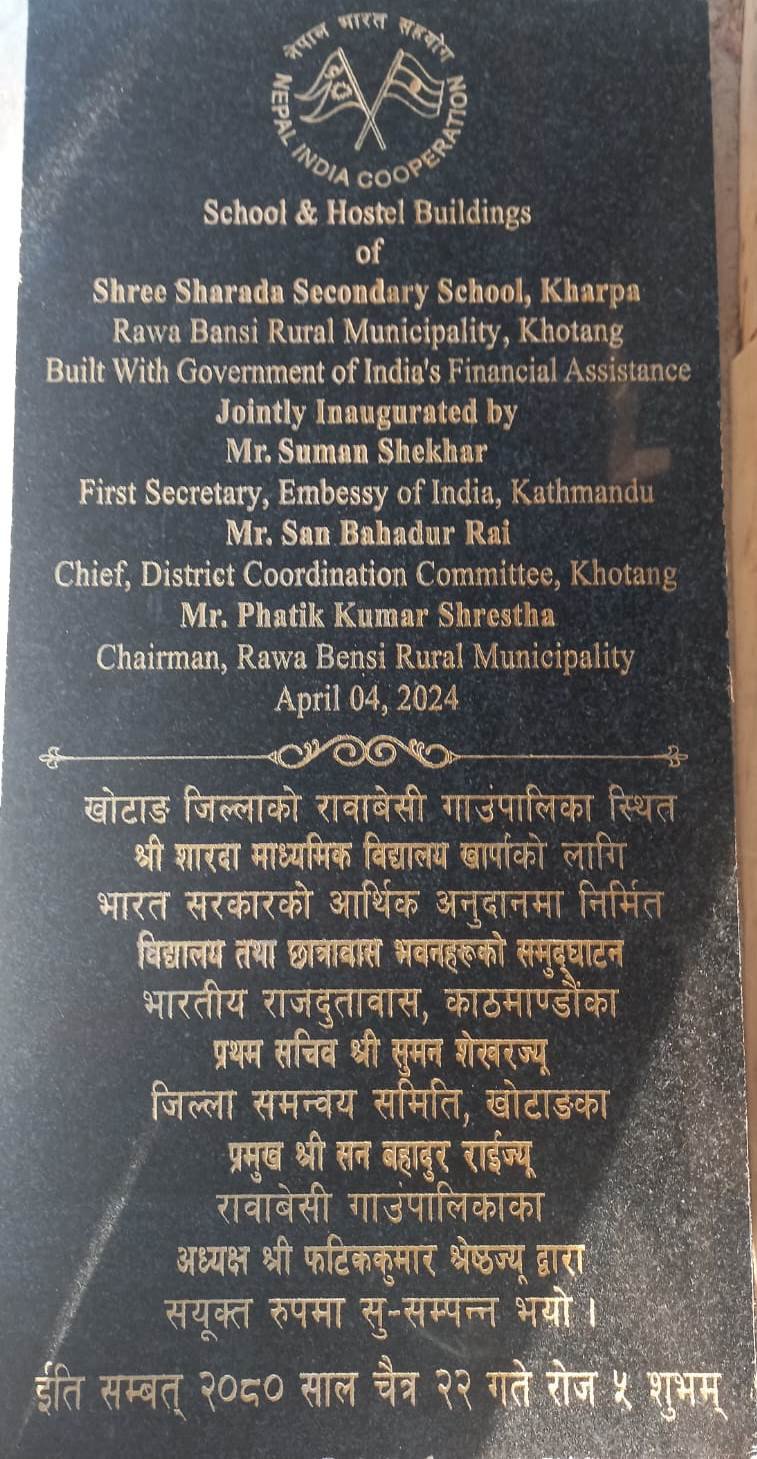 नेपाल भारत सहयोग
NEPAL INDIA COOPERATION
School & Hostel Buildings
of
Shree Sharada Secondary School, Kharpa
Rawa Bansi Rural Municipality, Khotang
Built With Government of India's Financial Assistance
Jointly Inaugurated by
Mr. Suman Shekhar
First Secretary, Embessy of India, Kathmandu
Mr. San Bahadur Rai
Chief, District Coordination Committee, Khotang
Mr. Phatik Kumar Shrestha
Chairman, Rawa Bensi Rural Municipality
April 04, 2024
खोटाङ जिल्लाको रावाबेसी गाउंपालिका स्थित
श्री शारदा माध्यमिक विद्यालय खार्पाको लागि
भारत सरकारको आर्थिक अनुदानमा निर्मित
विद्यालय तथा छात्रावास भवनहरूको समुद्घाटन
भारतीय राजदुतावास, काठमाण्डौंका
प्रथम सचिव श्री सुमन शेखरज्यू
जिल्ला समन्वय समिति, खोटाङका
प्रमुख श्री सन बहादुर राईज्यू
रावाबेसी गाउंपालिकाका
अध्यक्ष श्री फटिककुमार श्रेष्ठज्यू द्वारा
सयूक्त रुपमा सु-सम्पन्न भयो ।
ईति सम्बत् २०८० साल चैत्र २२ गते रोज ५ शुभम्